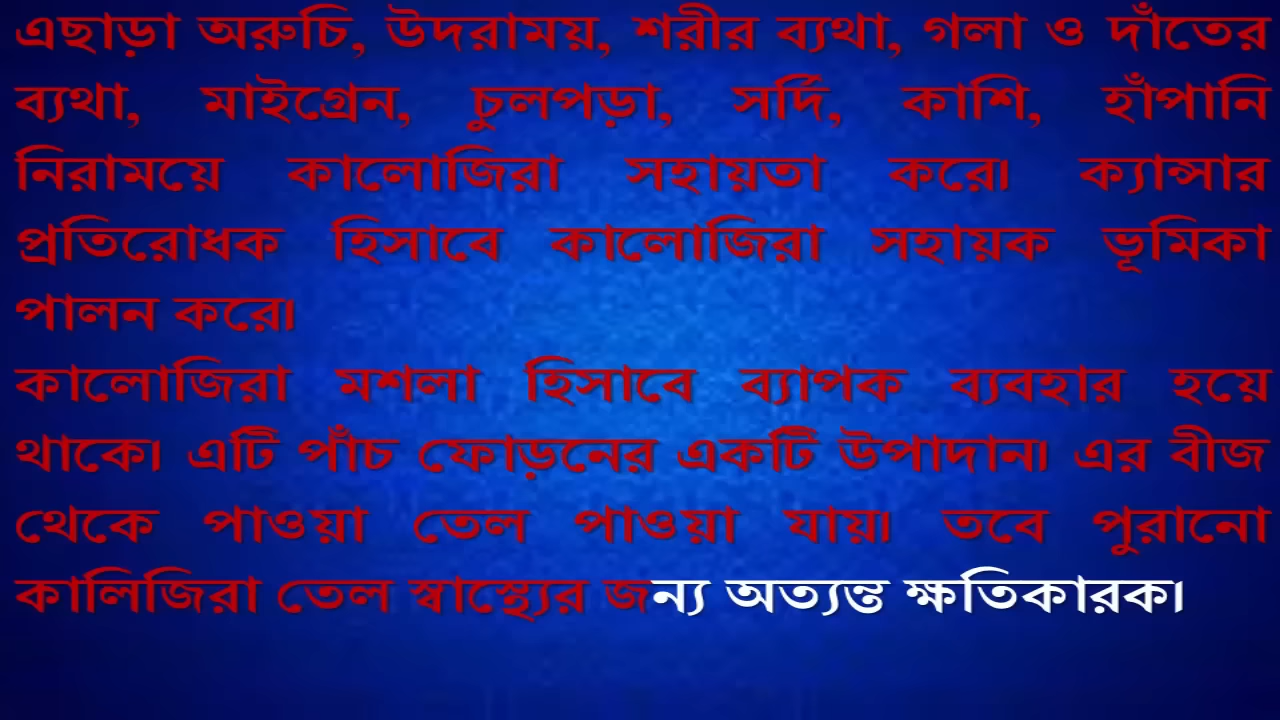 এছাড়া অরুচি, উদরাময়, শরীর ব্যথা, গলা ও দাঁতের
ব্যথা, মাইগ্রেন, চুলপড়া, সর্দি, কাশি, হাঁপানি
নিরাময়ে কালোজিরা সহায়তা করে। ক্যান্সার
প্রতিরোধক হিসাবে কালোজিরা সহায়ক ভূমিকা
পালন করে।
কালোজিরা মশলা হিসাবে ব্যাপক ব্যবহার হয়ে
থাকে। এটি পাঁচ ফোড়নের একটি উপাদান। এর বীজ
থেকে পাওয়া তেল পাওয়া যায়। তবে পুরানো
কালিজিরা তেল স্বাস্থ্যের জন্য অত্যন্ত ক্ষতিকারক।